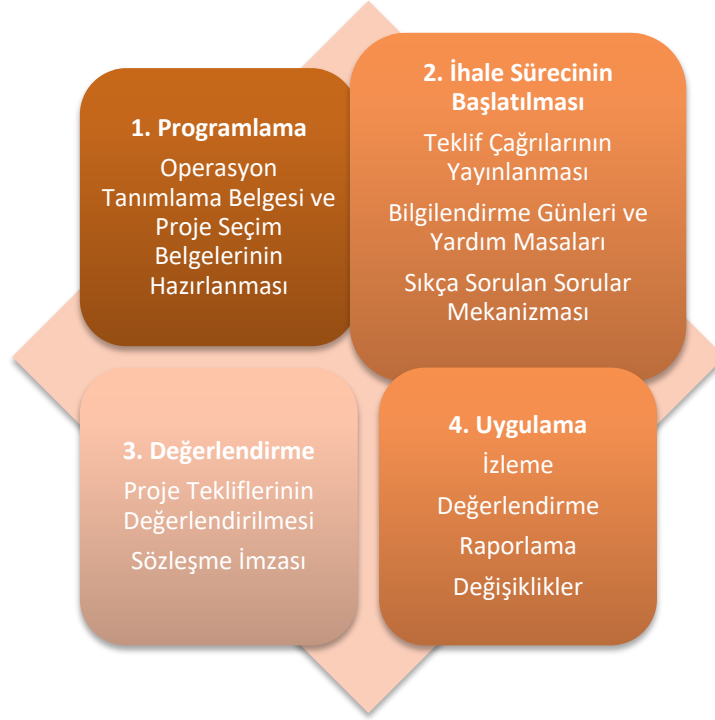 1. Programlama
Operasyon
Tanımlama Belgesi ve
Proje Seçim
Belgelerinin
Hazırlanması
2. İhale Sürecinin
Başlatılması
Teklif Çağrılarının
Yayınlanması
Bilgilendirme Günleri ve
Yardım Masaları
Sıkça Sorulan Sorular
Mekanizması
3. Değerlendirme
Proje Tekliflerinin
Değerlendirilmesi
Sözleşme İmzası
4. Uygulama
İzleme
Değerlendirme
Raporlama
Değişiklikler